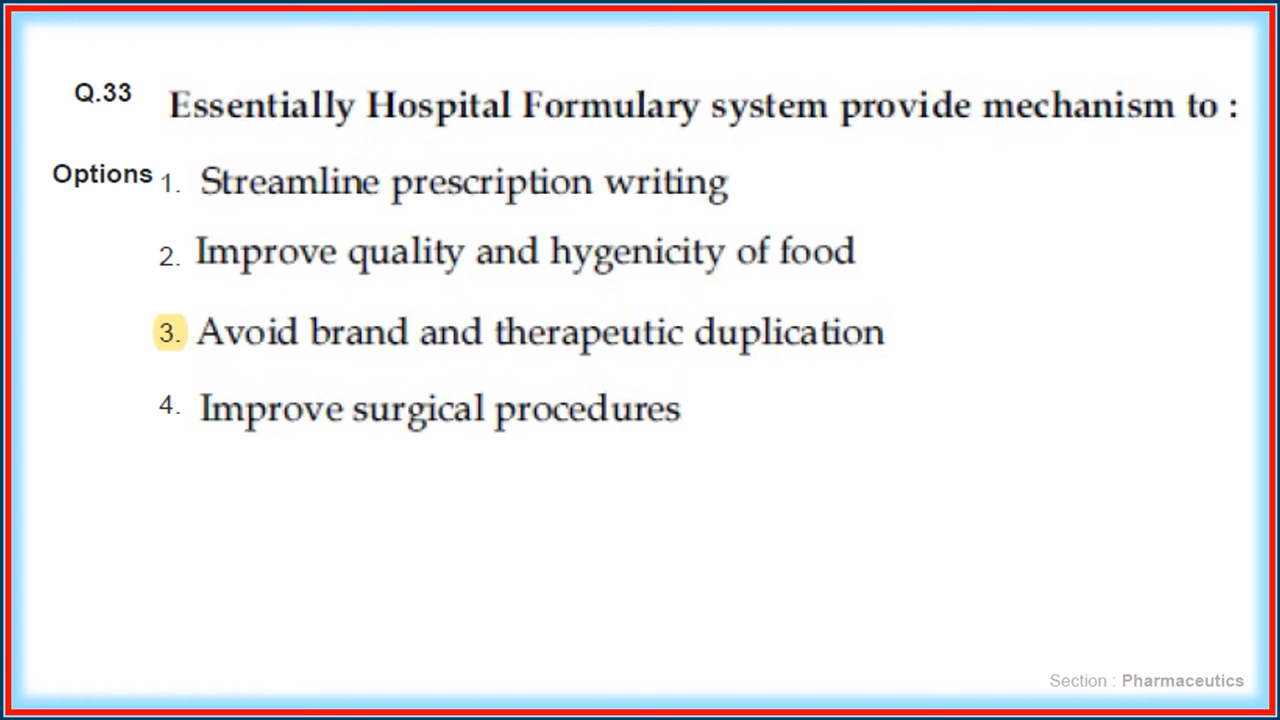 Q.33 Essentially Hospital Formulary system provide mechanism to :
Options 1. Streamline prescription writing
2. Improve quality and hygenicity of food
3. Avoid brand and therapeutic duplication
4. Improve surgical procedures
Section : Pharmaceutics